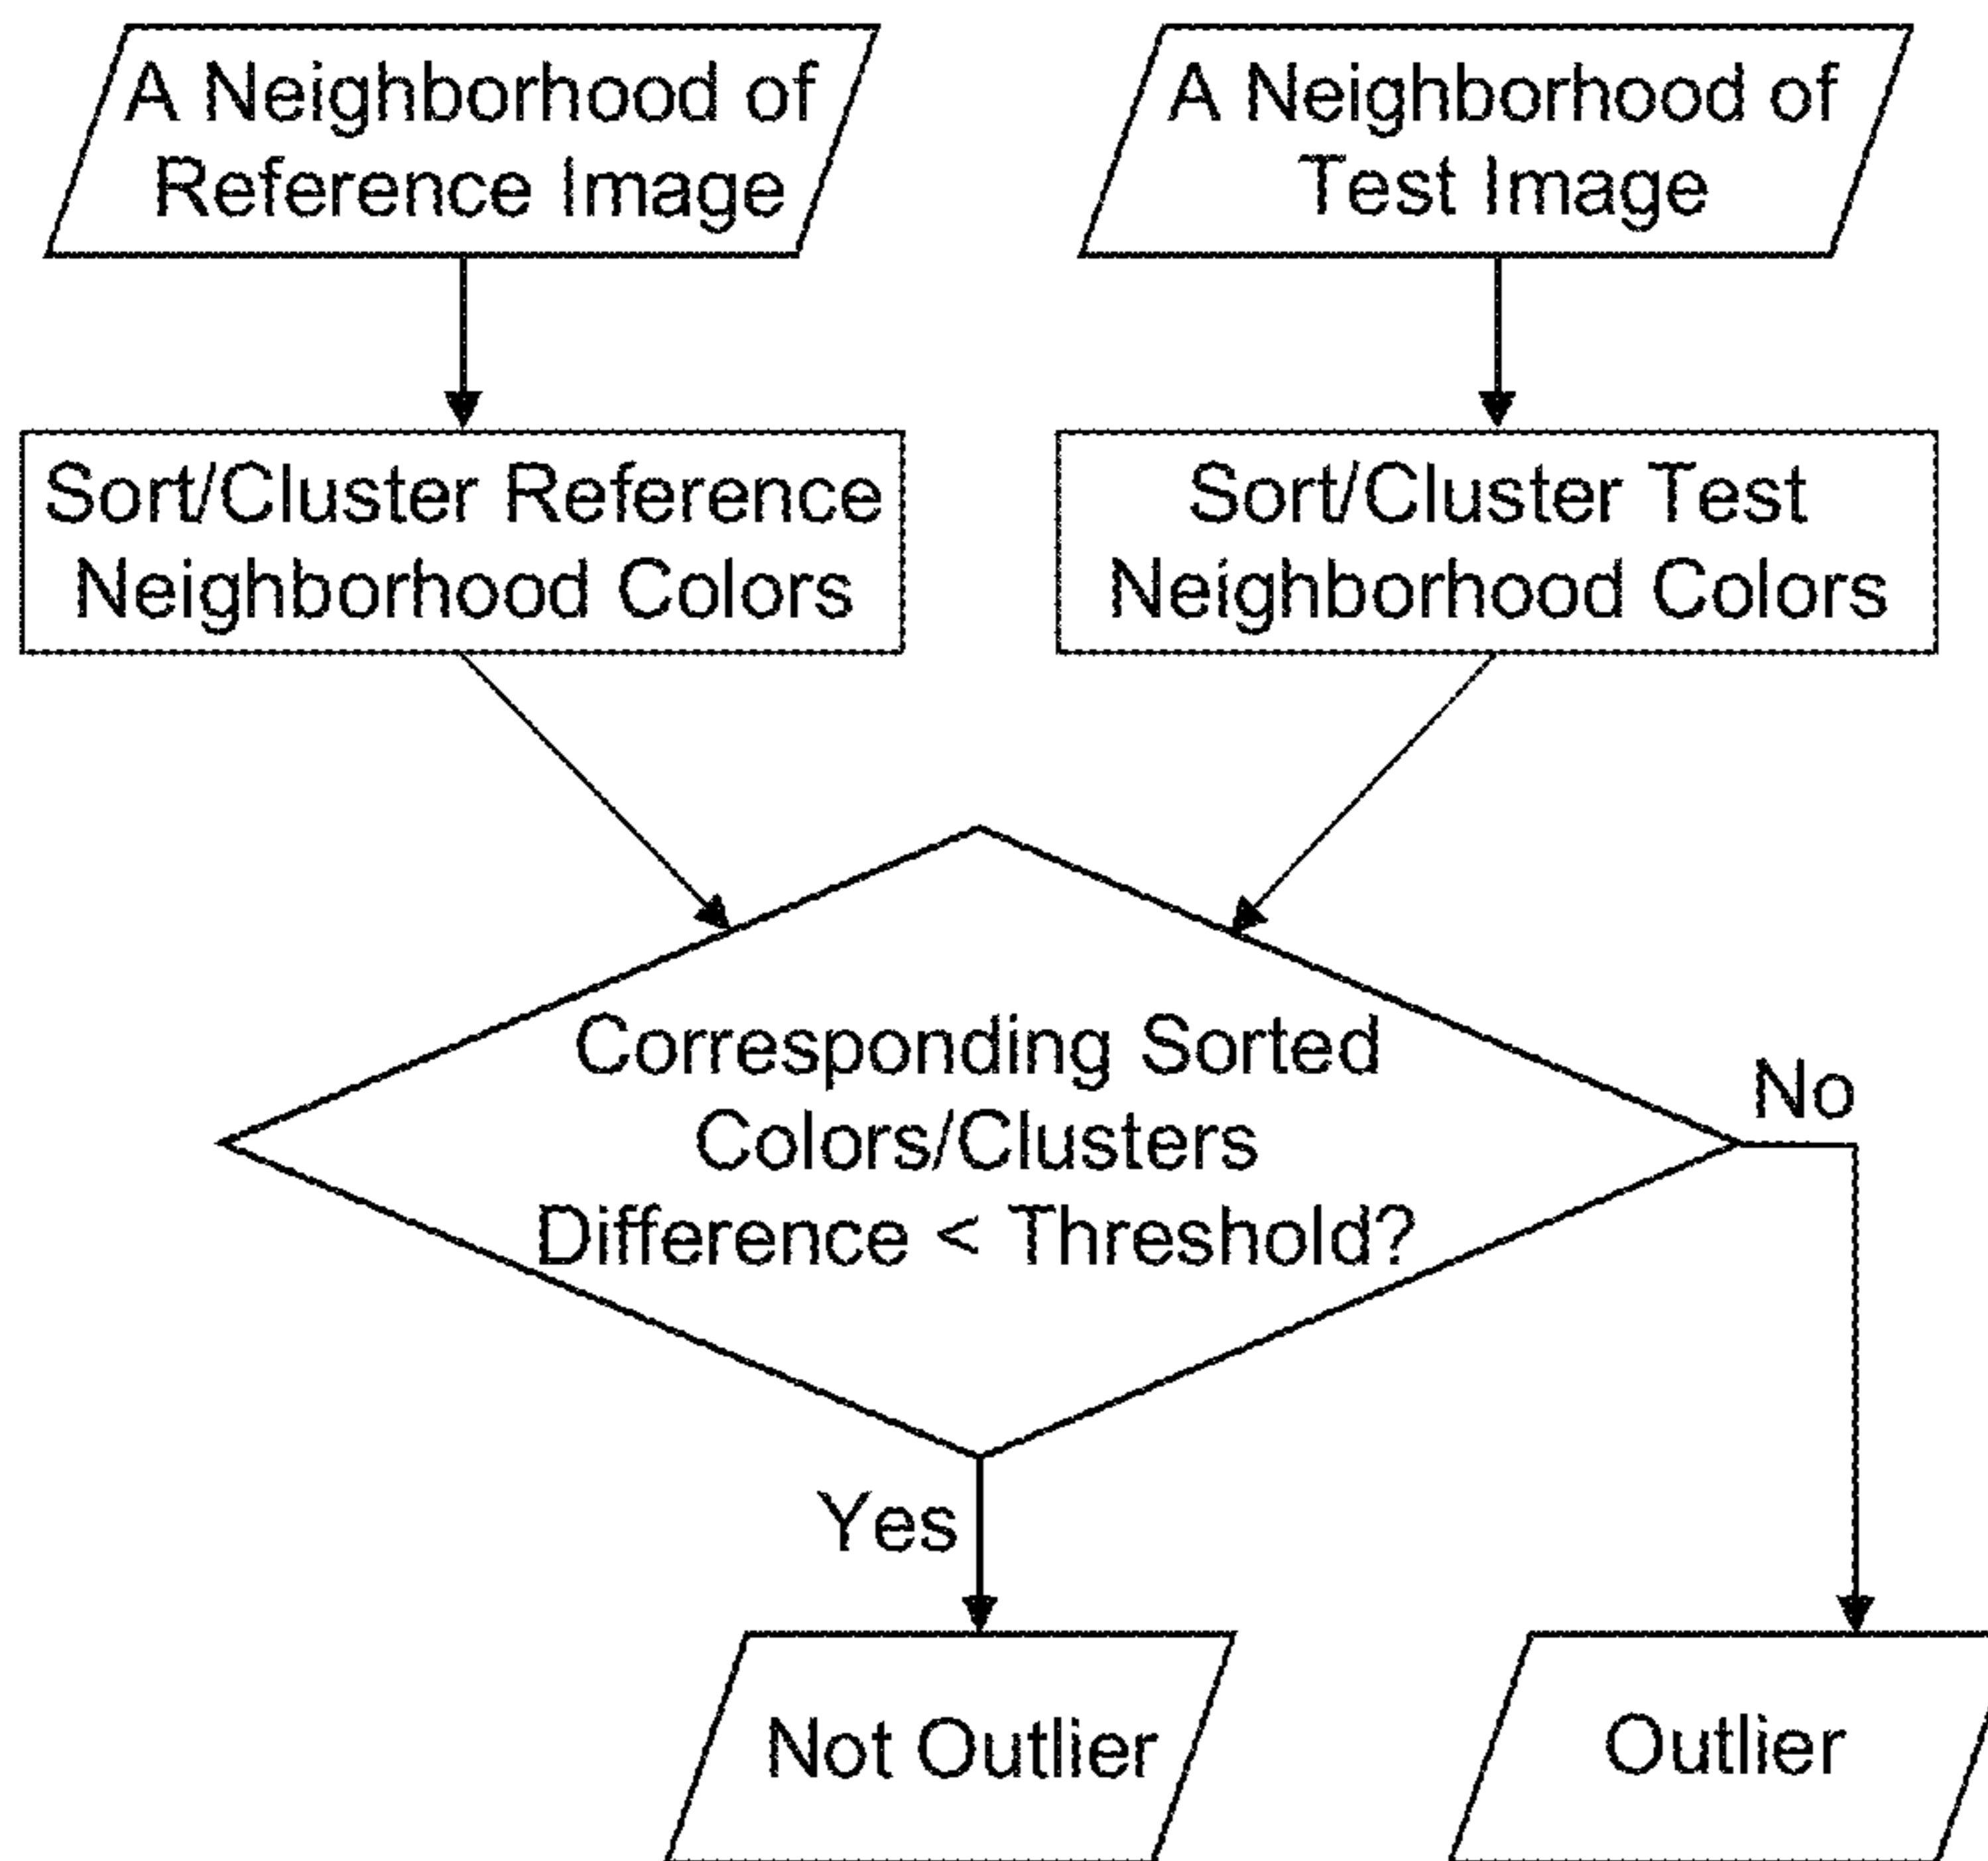 A Neighborhood of
Reference Image
A Neighborhood of
Test Image
Sort/Cluster Reference
Neighborhood Colors
Sort/Cluster Test
Neighborhood Colors
Corresponding Sorted
Colors/Clusters
Difference < Threshold?
No
Yes
Not Outlier
Outlier